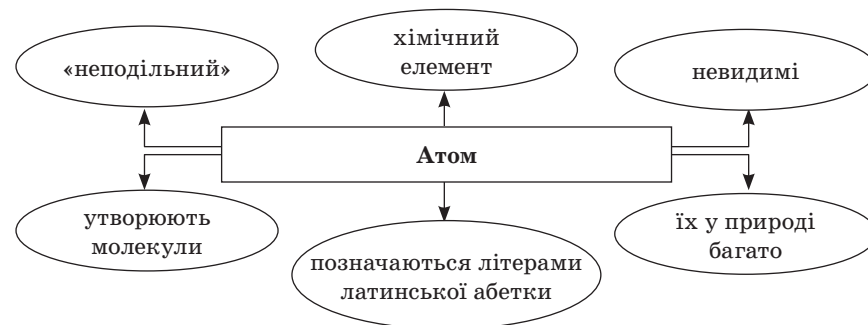 «неподільний»
хімічний
елемент
невидимі
Атом
утворюють
молекули
позначаються літерами
латинської абетки
їх у природі
багато